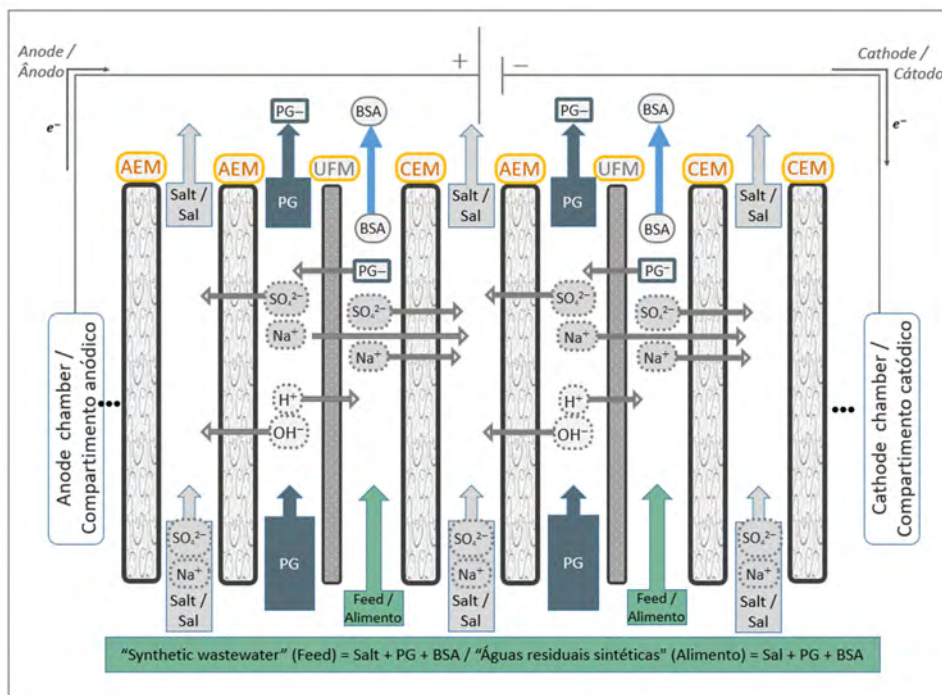 Anode /
Ânodo
Cathode /
Cátodo
+
−
e⁻
e⁻
PG−
BSA
PG−
BSA
AEM
AEM
UFM
CEM
AEM
UFM
CEM
CEM
Salt /
Sal
PG
BSA
Salt /
Sal
PG
BSA
Salt /
Sal
PG−
PG⁻
SO₄²⁻
SO₄²⁻
SO₄²⁻
SO₄²⁻
Na⁺
Na⁺
Na⁺
Na⁺
H⁺
H⁺
OH⁻
OH⁻
Anode chamber /
Compartimento anódico
Cathode chamber /
Compartimento catódico
SO₄²⁻
Na⁺
Salt /
Sal
PG
Feed /
Alimento
SO₄²⁻
Na⁺
Salt /
Sal
PG
Feed /
Alimento
SO₄²⁻
Na⁺
Salt /
Sal
“Synthetic wastewater” (Feed) = Salt + PG + BSA / “Águas residuais sintéticas" (Alimento) = Sal + PG + BSA